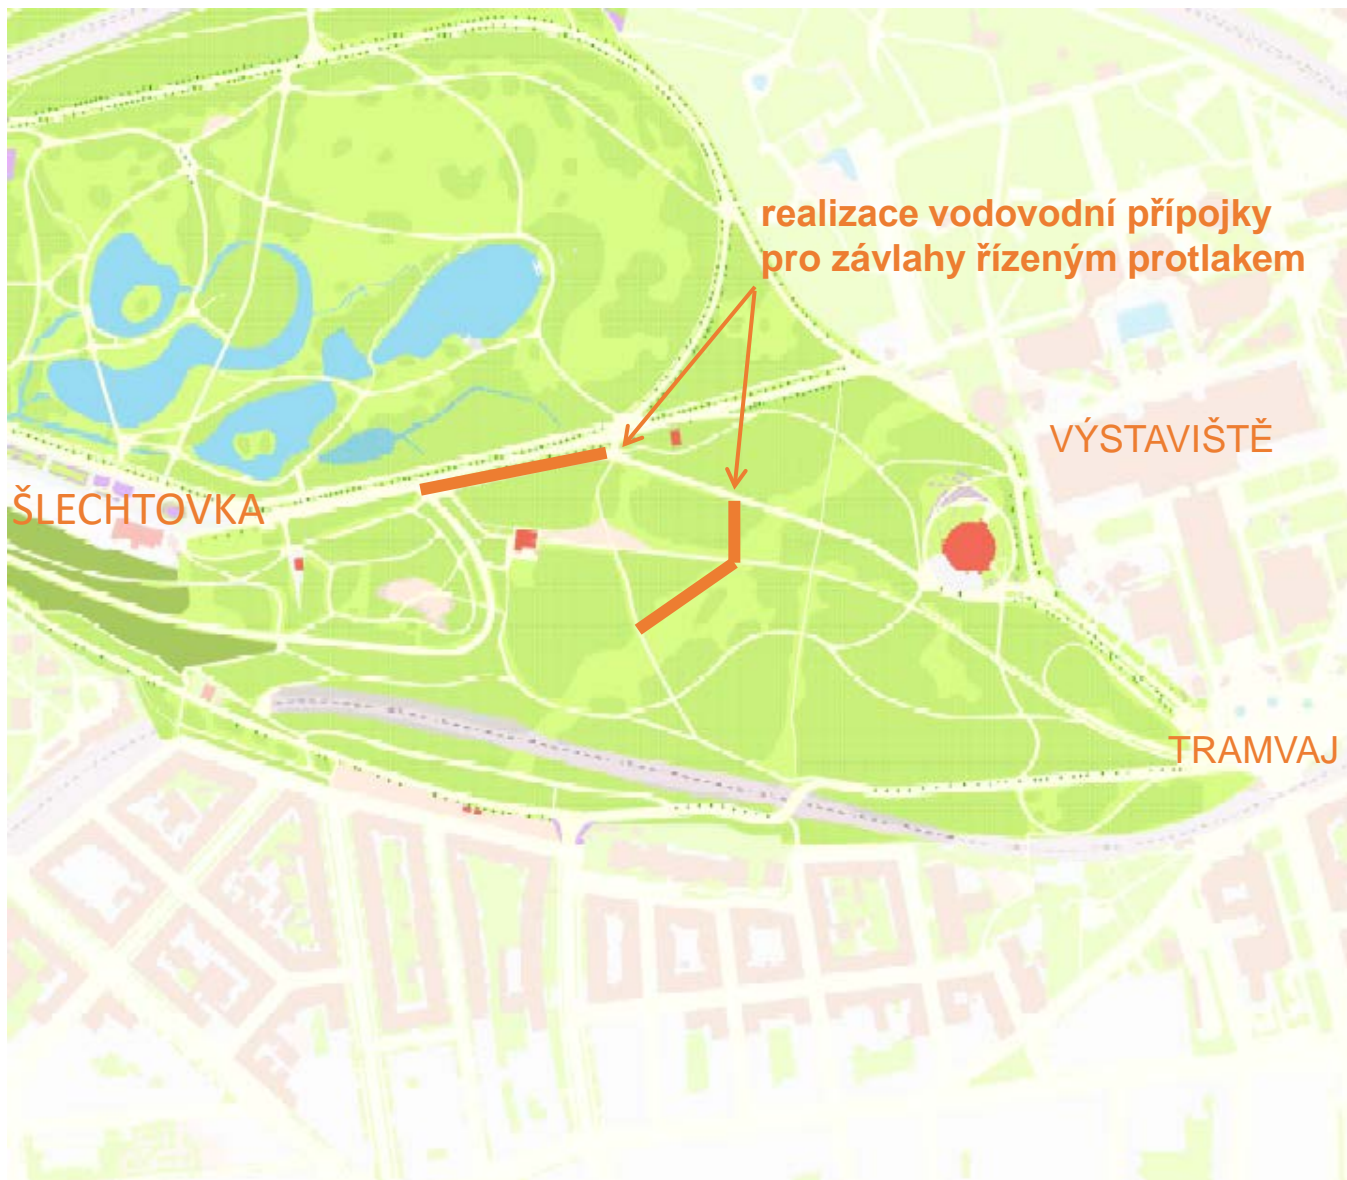 realizace vodovodní přípojky
pro závlahy řízeným protlakem
VÝSTAVIŠTĚ
ŠLECHTOVKA
TRAMVAJ